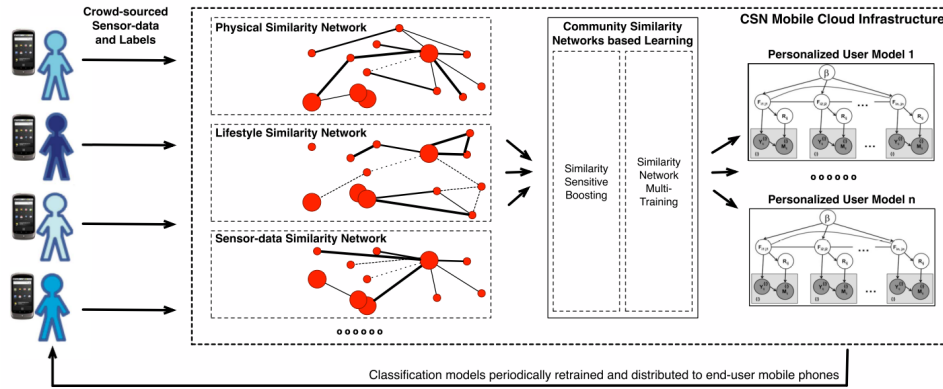 Crowd-sourced
Sensor-data
and Labels
Physical Similarity Network
Lifestyle Similarity Network
Sensor-data Similarity Network
Community Similarity
Networks based Learning
Similarity
Sensitive
Boosting
Similarity
Network
Multi-
Training
CSN Mobile Cloud Infrastructure
Personalized User Model 1
β
Personalized User Model n
β
Classification models periodically retrained and distributed to end-user mobile phones